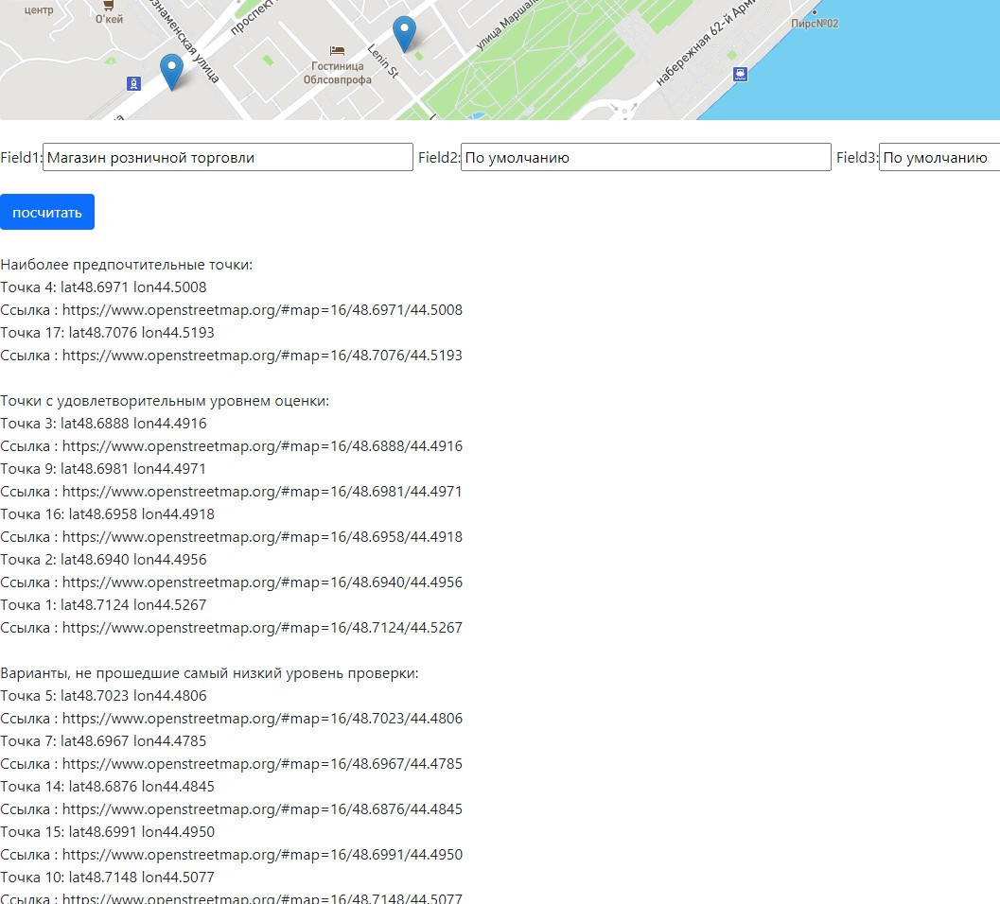 центр
О'кей
знаменская улица
проспект
Гостиница
Облсовпрофа
Lenin St
улица Маршала
набережная 62-й Арми
Пирс№02
Field1: Магазин розничной торговли Field2: По умолчанию Field3: По умолчанию
посчитать
Наиболее предпочтительные точки:
Точка 4: lat48.6971 lon44.5008
Ссылка : https://www.openstreetmap.org/#map=16/48.6971/44.5008
Точка 17: lat48.7076 lon44.5193
Ссылка : https://www.openstreetmap.org/#map=16/48.7076/44.5193
Точки с удовлетворительным уровнем оценки:
Точка 3: lat48.6888 lon44.4916
Ссылка : https://www.openstreetmap.org/#map=16/48.6888/44.4916
Точка 9: lat48.6981 lon44.4971
Ссылка : https://www.openstreetmap.org/#map=16/48.6981/44.4971
Точка 16: lat48.6958 lon44.4918
Ссылка : https://www.openstreetmap.org/#map=16/48.6958/44.4918
Точка 2: lat48.6940 lon44.4956
Ссылка : https://www.openstreetmap.org/#map=16/48.6940/44.4956
Точка 1: lat48.7124 lon44.5267
Ссылка : https://www.openstreetmap.org/#map=16/48.7124/44.5267
Варианты, не прошедшие самый низкий уровень проверки:
Точка 5: lat48.7023 lon44.4806
Ссылка : https://www.openstreetmap.org/#map=16/48.7023/44.4806
Точка 7: lat48.6967 lon44.4785
Ссылка : https://www.openstreetmap.org/#map=16/48.6967/44.4785
Точка 14: lat48.6876 lon44.4845
Ссылка : https://www.openstreetmap.org/#map=16/48.6876/44.4845
Точка 15: lat48.6991 lon44.4950
Ссылка : https://www.openstreetmap.org/#map=16/48.6991/44.4950
Точка 10: lat48.7148 lon44.5077
Ссылка : https://www.openstreetmap.org/#map=16/48.7148/44.5077